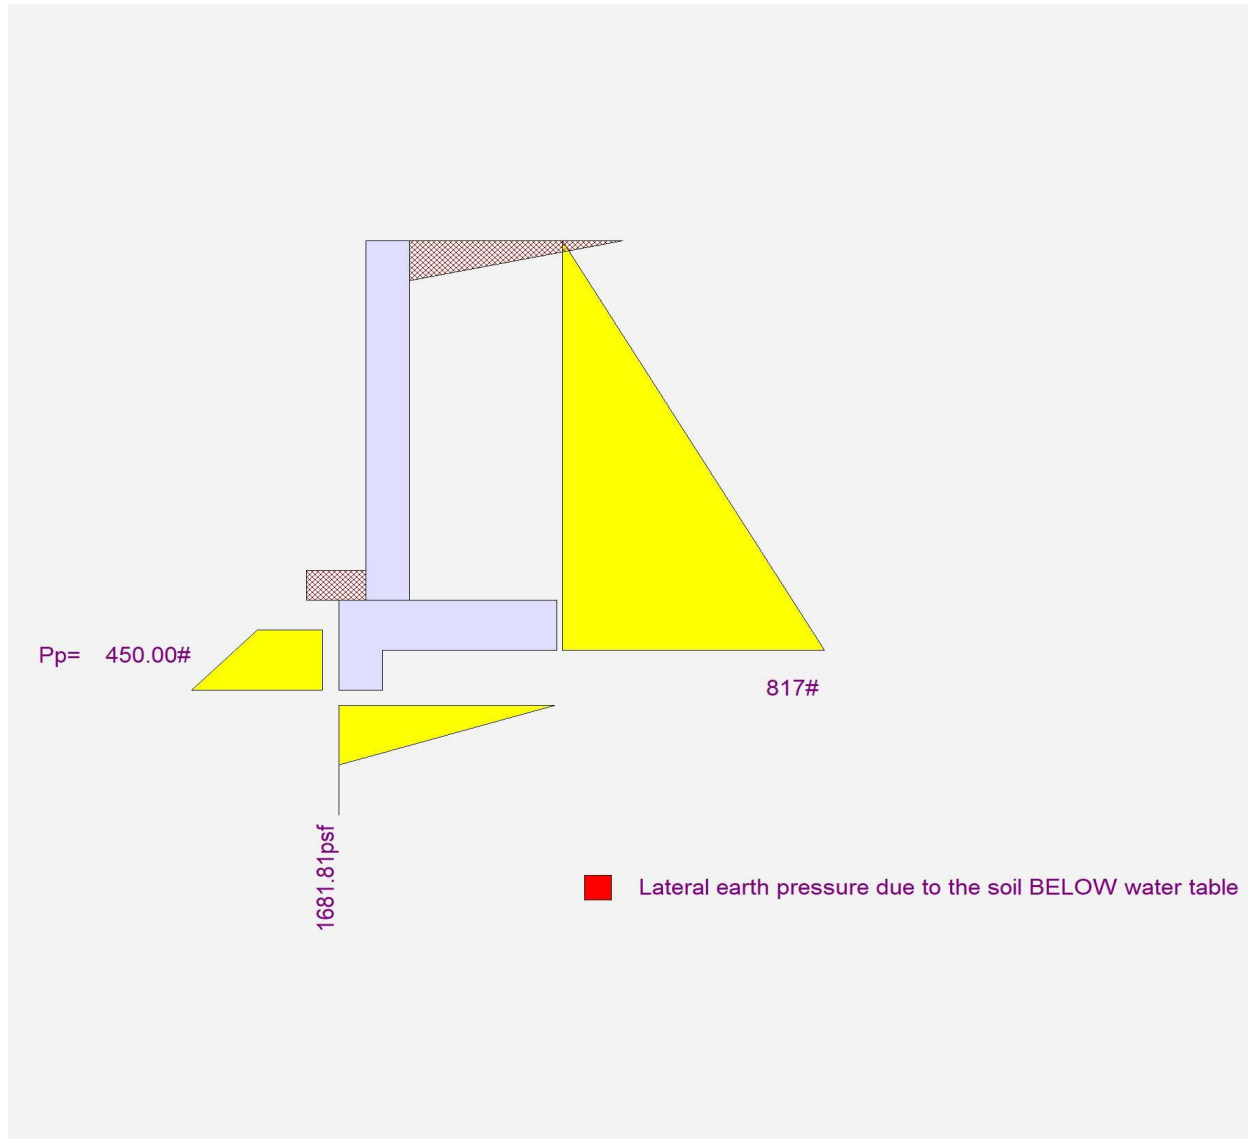 Pp= 450.00#
817#
1681.81psf
Lateral earth pressure due to the soil BELOW water table